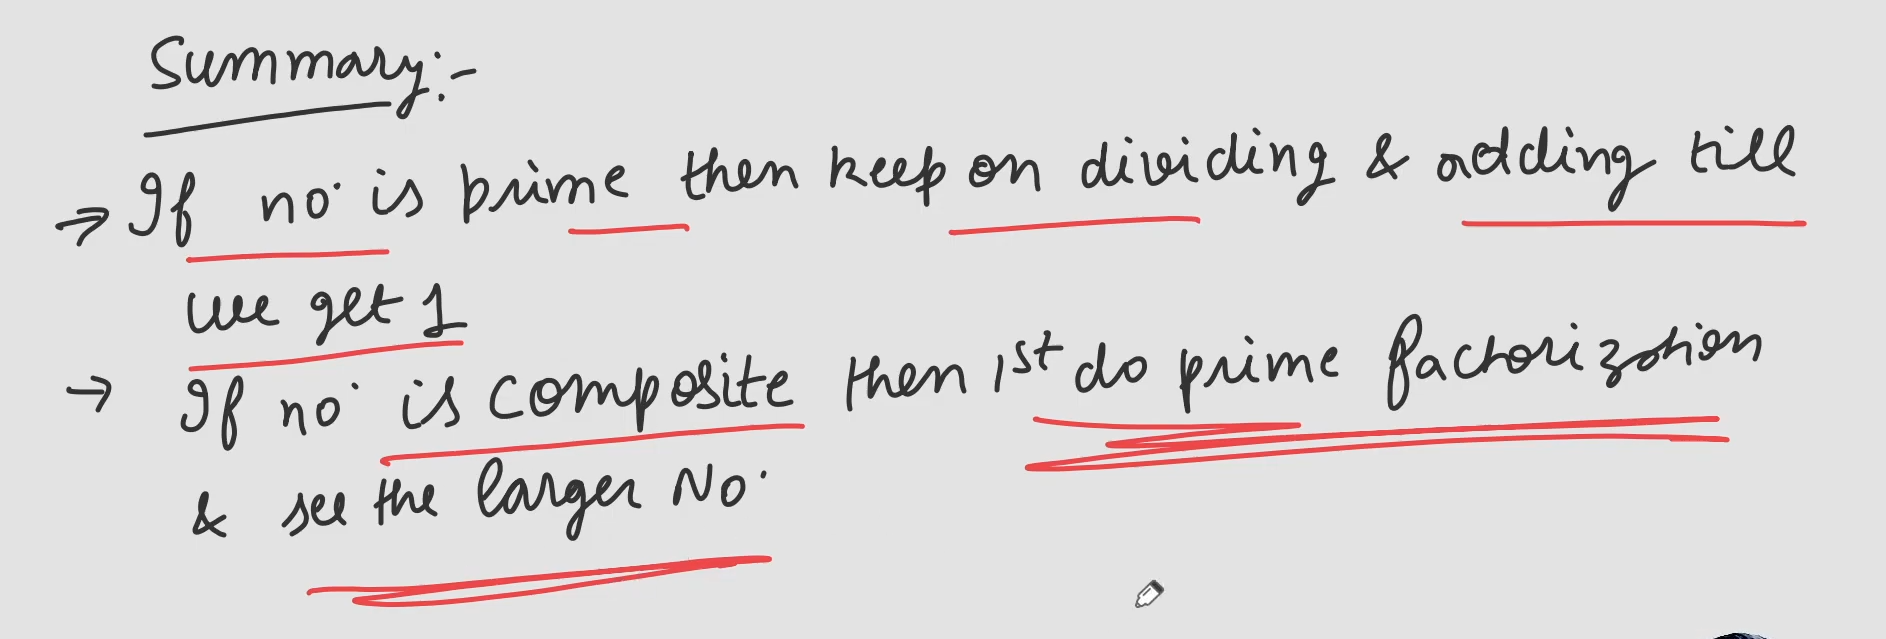 Summary:-
→ If no. is prime then keep on dividing & adding till
we get 1
→ If no. is composite then 1st do prime factorization
& see the larger No.